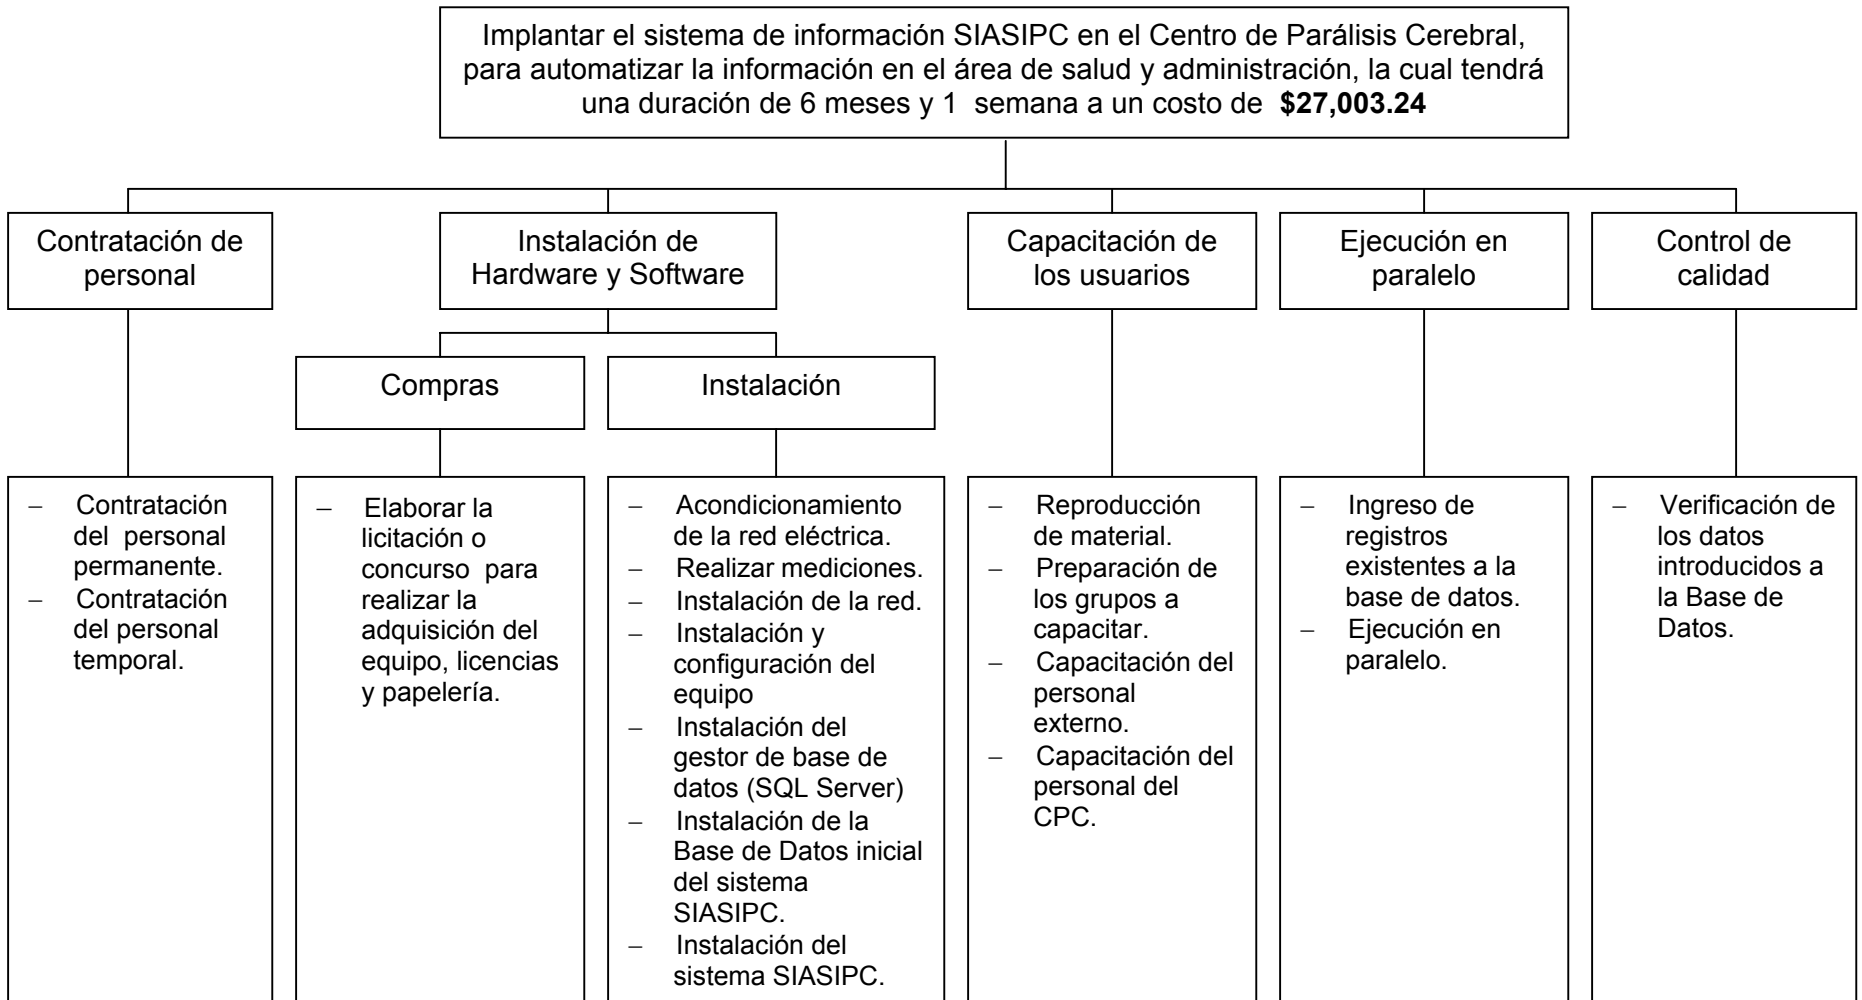 Implantar el sistema de información SIASIPC en el Centro de Parálisis Cerebral,
para automatizar la información en el área de salud y administración, la cual tendrá
una duración de 6 meses y 1 semana a un costo de $27,003.24
Contratación de
personal
Instalación de
Hardware y Software
Capacitación de
los usuarios
Ejecución en
paralelo
Control de
calidad
Compras
Instalación
– Contratación
del personal
permanente.
– Contratación
del personal
temporal.
– Elaborar la
licitación o
concurso para
realizar la
adquisición del
equipo, licencias
y papelería.
– Acondicionamiento
de la red eléctrica.
– Realizar mediciones.
– Instalación de la red.
– Instalación y
configuración del
equipo
– Instalación del
gestor de base de
datos (SQL Server)
– Instalación de la
Base de Datos inicial
del sistema
SIASIPC.
– Instalación del
sistema SIASIPC.
– Reproducción
de material.
– Preparación de
los grupos a
capacitar.
– Capacitación del
personal
externo.
– Capacitación del
personal del
CPC.
– Ingreso de
registros
existentes a la
base de datos.
– Ejecución en
paralelo.
– Verificación de
los datos
introducidos a
la Base de
Datos.